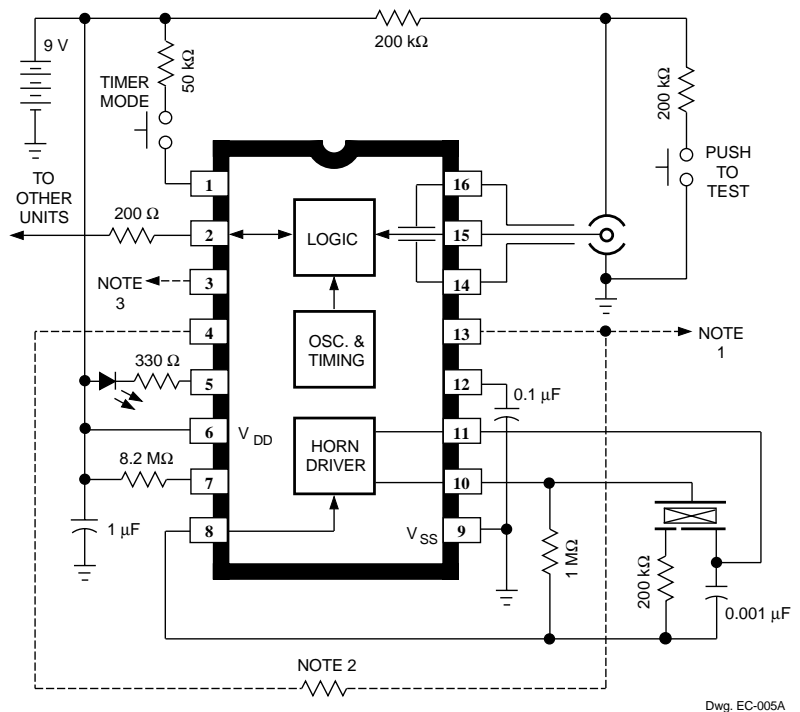 9 V
TIMER
MODE
50 kΩ
200 kΩ
200 kΩ
PUSH
TO
TEST
TO
OTHER
UNITS
200 Ω
NOTE
3
330 Ω
8.2 MΩ
1 μF
1
2
3
4
5
6
7
8
V DD
LOGIC
OSC. &
TIMING
HORN
DRIVER
V SS
16
15
14
13
12
11
10
9
NOTE
1
0.1 μF
1 MΩ
200 kΩ
0.001 μF
NOTE 2
Dwg. EC-005A